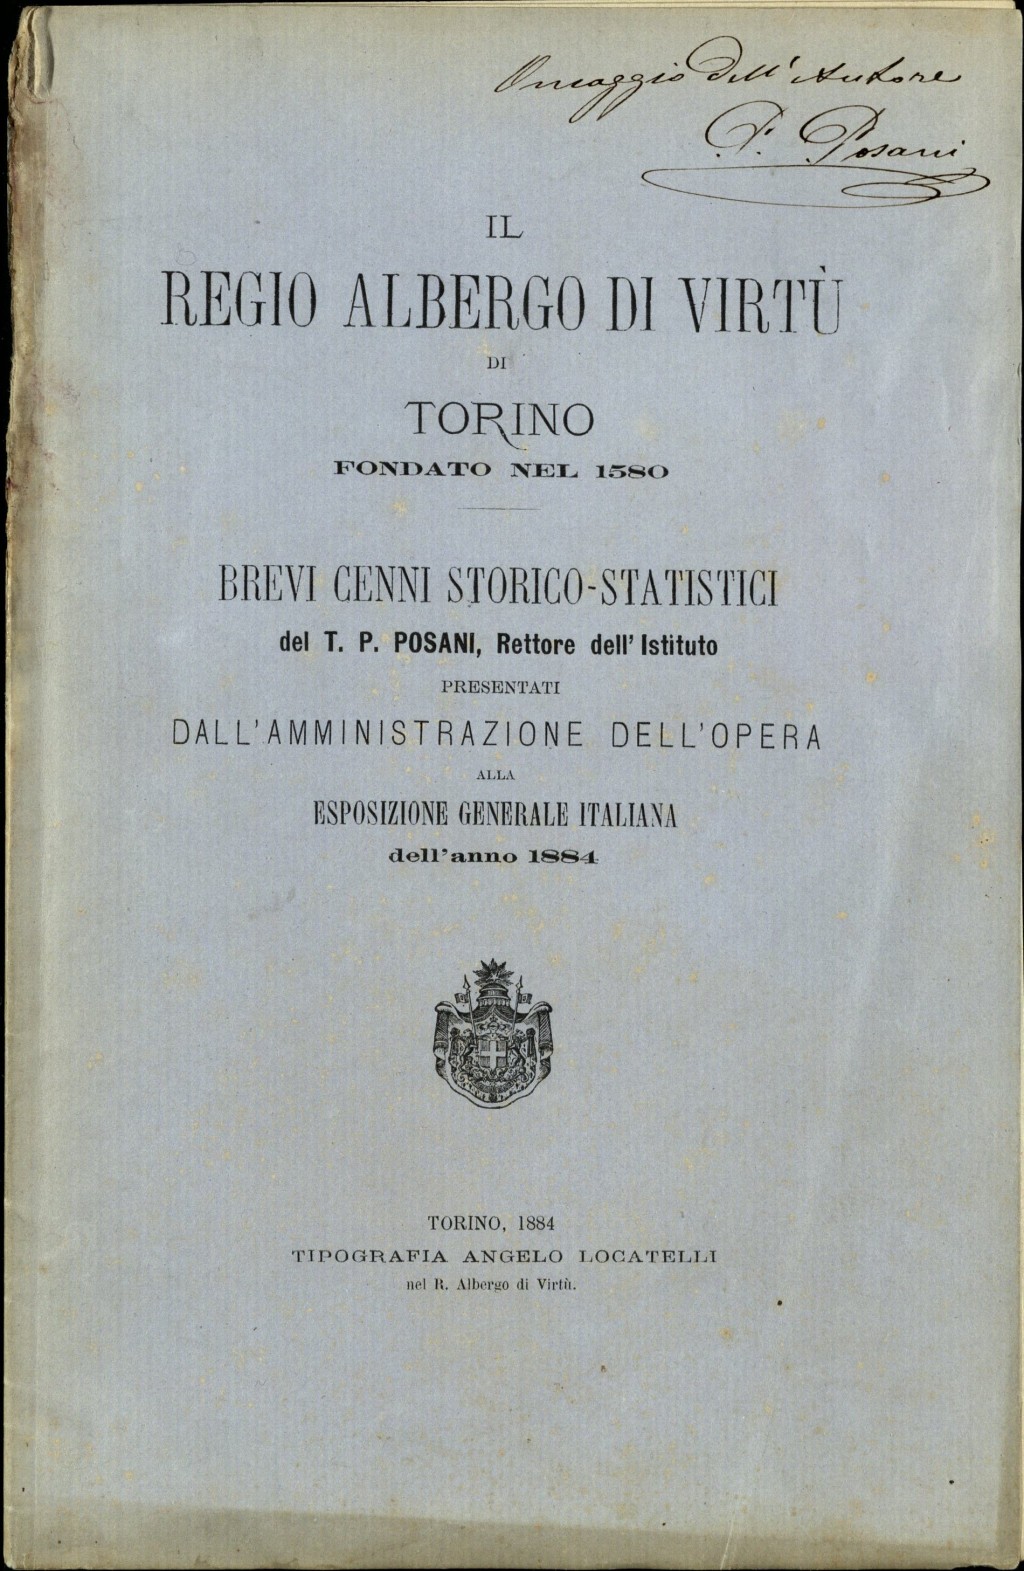 Omaggio dell'Autore
P. Posani
IL
REGIO ALBERGO DI VIRTÙ
DI
TORINO
FONDATO NEL 1580
BREVI CENNI STORICO-STATISTICI
del T. P. POSANI, Rettore dell'Istituto
PRESENTATI
DALL'AMMINISTRAZIONE DELL'OPERA
ALLA
ESPOSIZIONE GENERALE ITALIANA
dell'anno 1884
TORINO, 1884
TIPOGRAFIA ANGELO LOCATELLI
nel R. Albergo di Virtù.